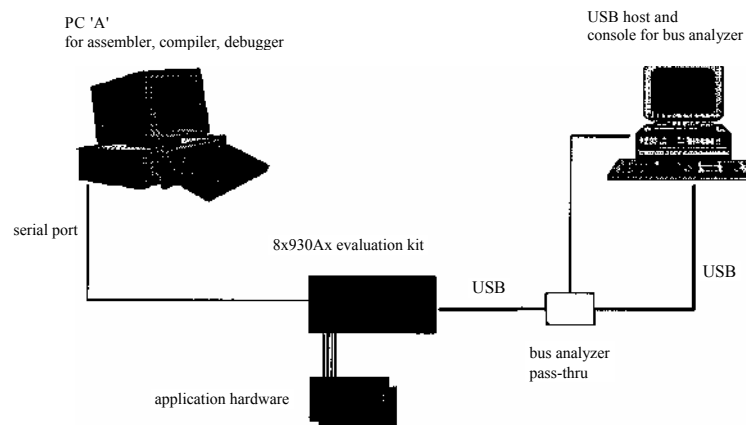 PC 'A'
for assembler, compiler, debugger
USB host and
console for bus analyzer
serial port
8x930Ax evaluation kit
USB
USB
bus analyzer
pass-thru
application hardware